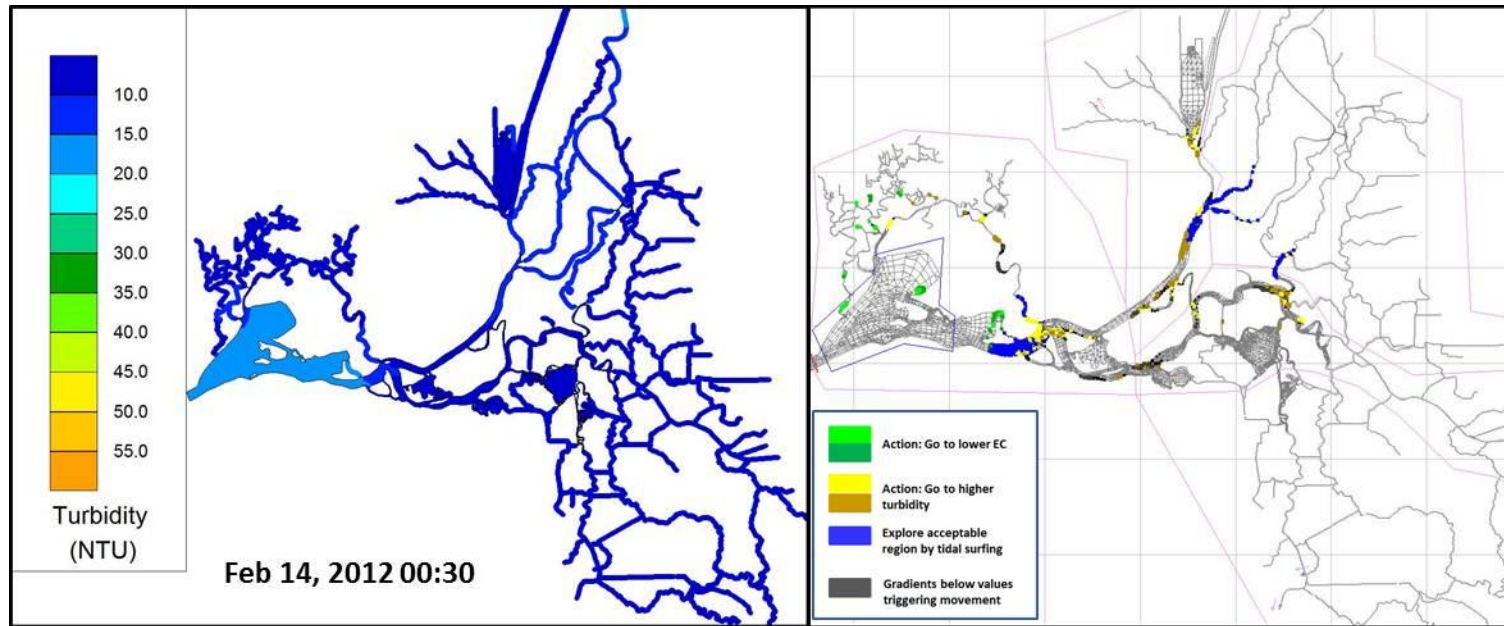 10.0
15.0
20.0
25.0
30.0
35.0
40.0
45.0
50.0
55.0
Turbidity
(NTU)
Feb 14, 2012 00:30
Action: Go to lower EC
Action: Go to higher
turbidity
Explore acceptable
region by tidal surfing
Gradients below values
triggering movement